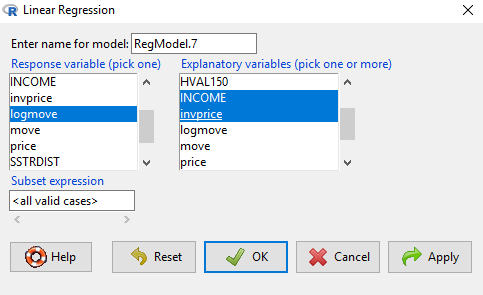 Linear Regression
Enter name for model: RegModel.7
Response variable (pick one)
INCOME
invprice
logmove
move
price
SSTRDIST
Explanatory variables (pick one or more)
HVAL150
INCOME
invprice
logmove
move
price
Subset expression
<all valid cases>
Help
Reset
OK
Cancel
Apply